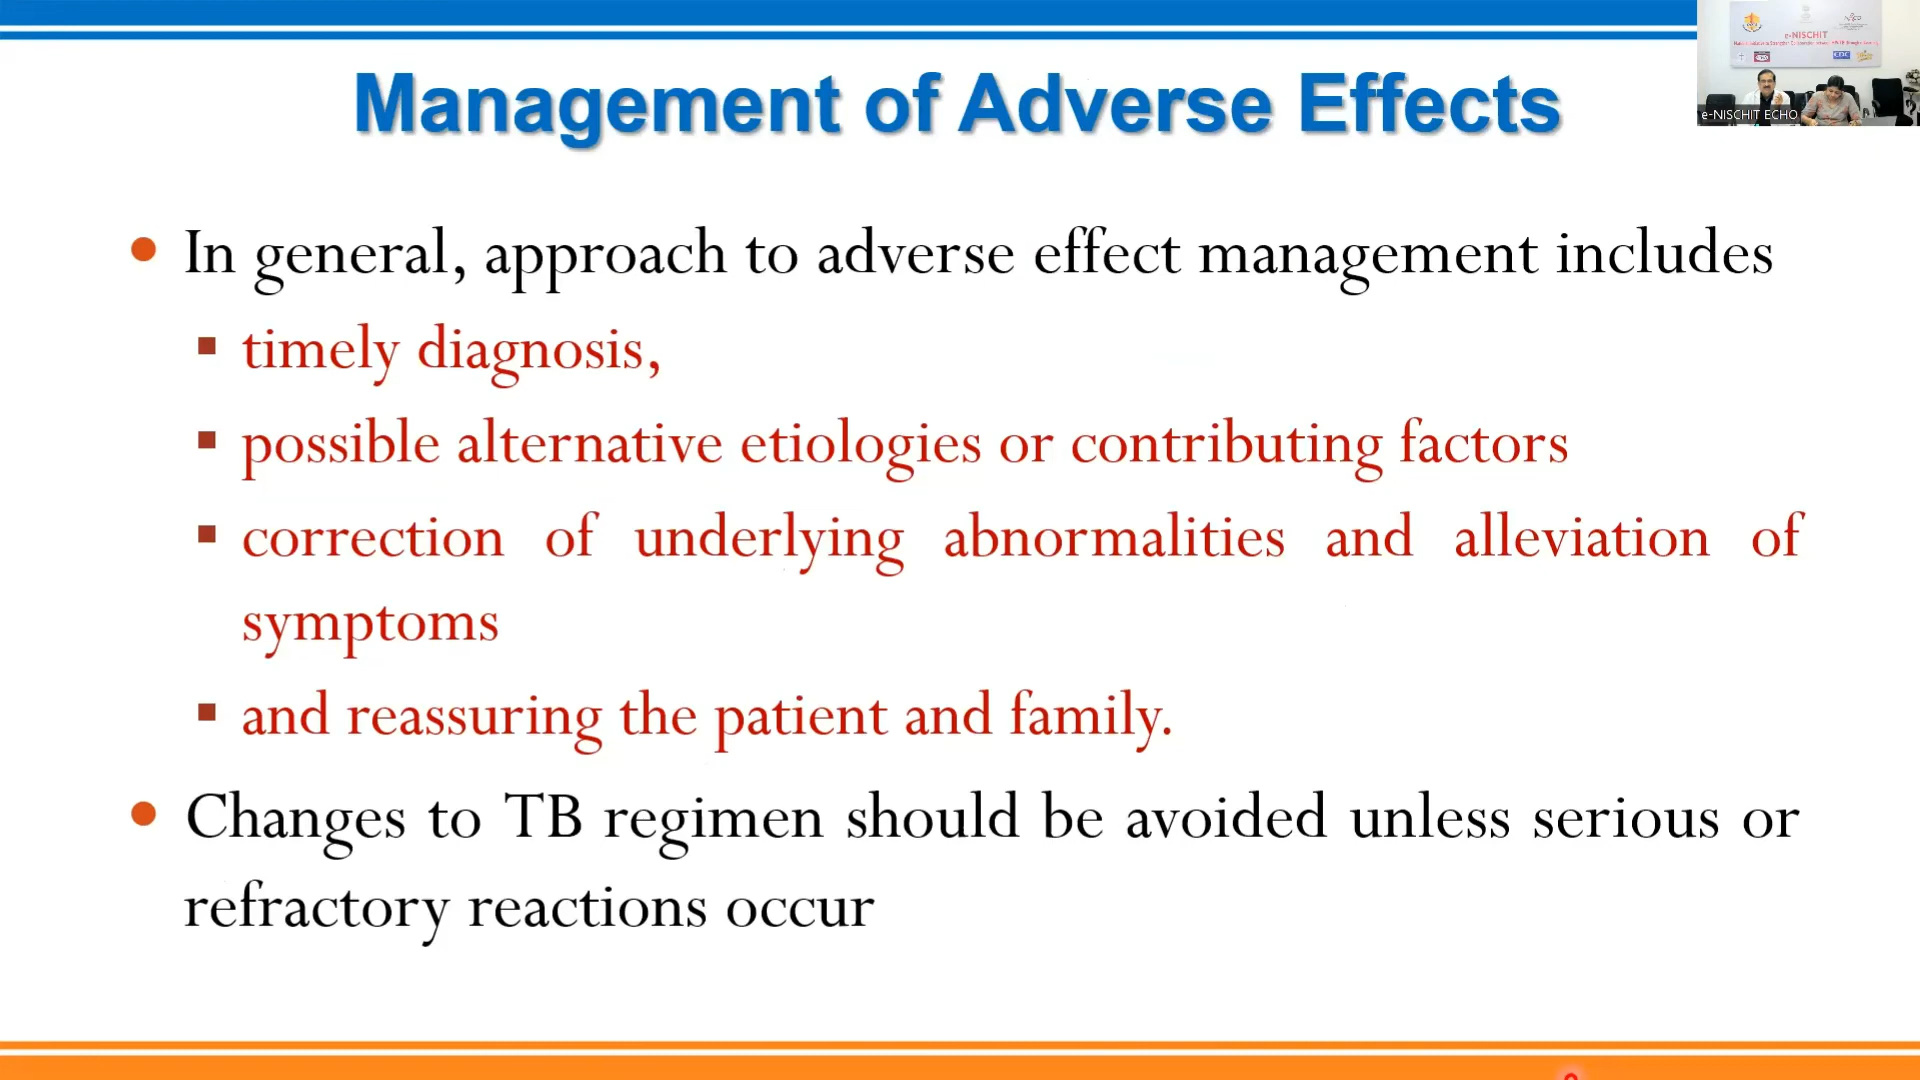 Management of Adverse Effects
e-NISCHIT
CDC
e-NISCHIT ECHO
In general, approach to adverse effect management includes
timely diagnosis,
possible alternative etiologies or contributing factors
correction of underlying abnormalities and alleviation of
symptoms
and reassuring the patient and family.
Changes to TB regimen should be avoided unless serious or
refractory reactions occur